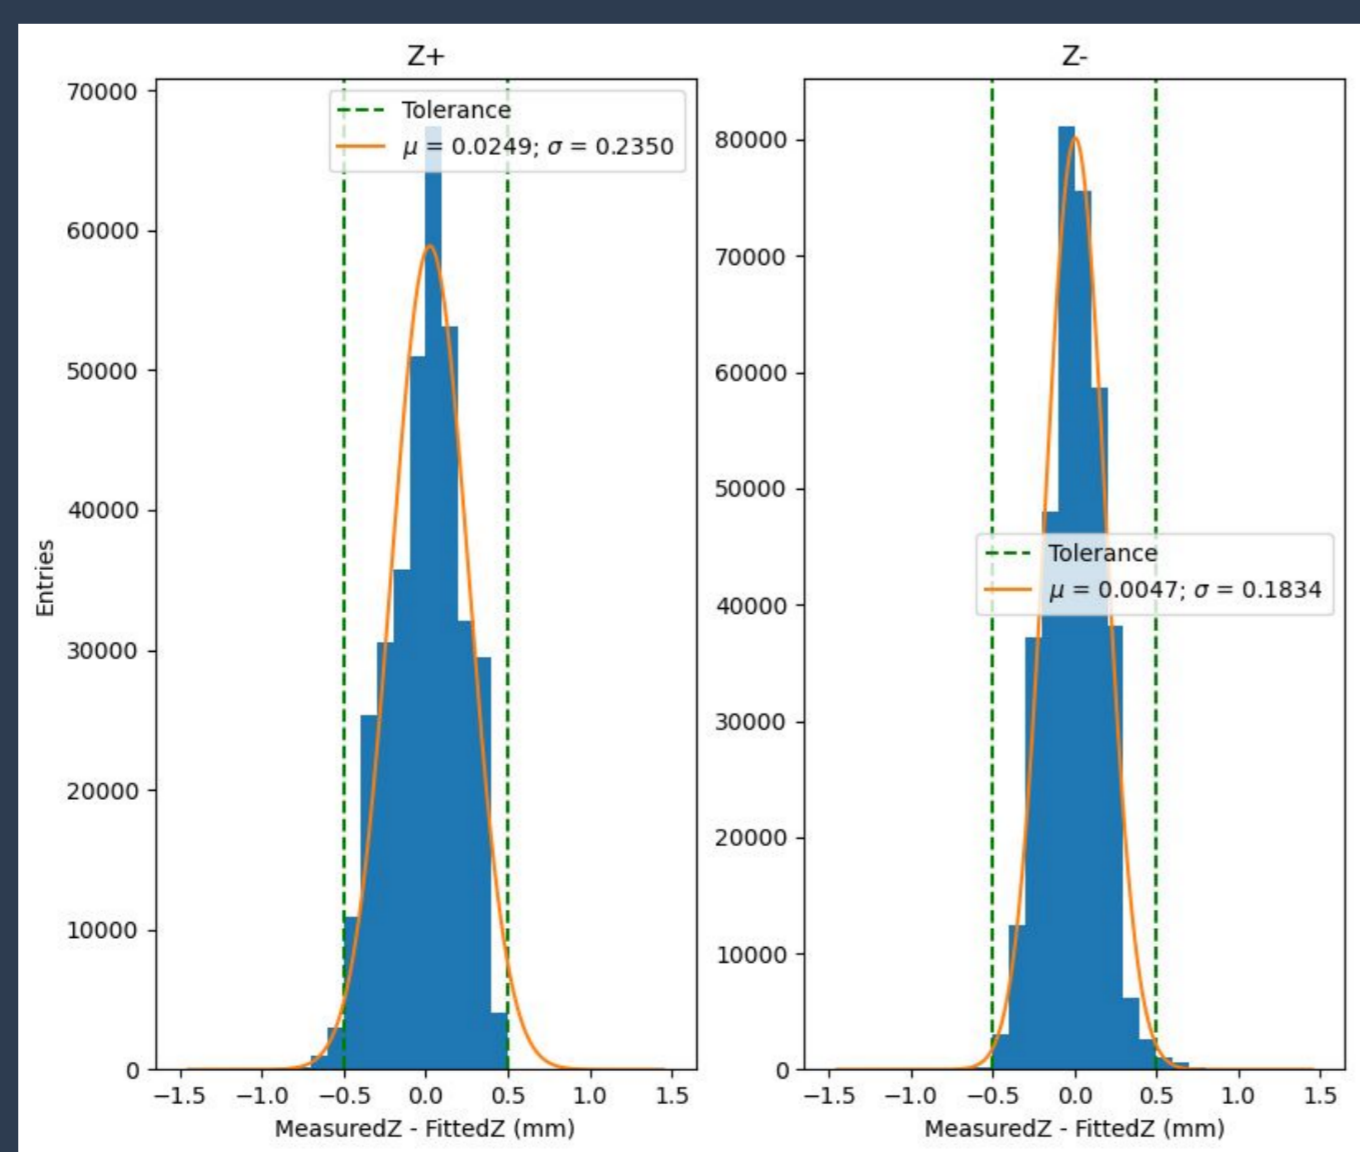 Z+
70000
60000
50000
40000
30000
20000
10000
0
Entries
Tolerance
μ = 0.0249; σ = 0.2350
−1.5 −1.0 −0.5 0.0 0.5 1.0 1.5
MeasuredZ - FittedZ (mm)
Z-
80000
70000
60000
50000
40000
30000
20000
10000
0
Tolerance
μ = 0.0047; σ = 0.1834
−1.5 −1.0 −0.5 0.0 0.5 1.0 1.5
MeasuredZ - FittedZ (mm)